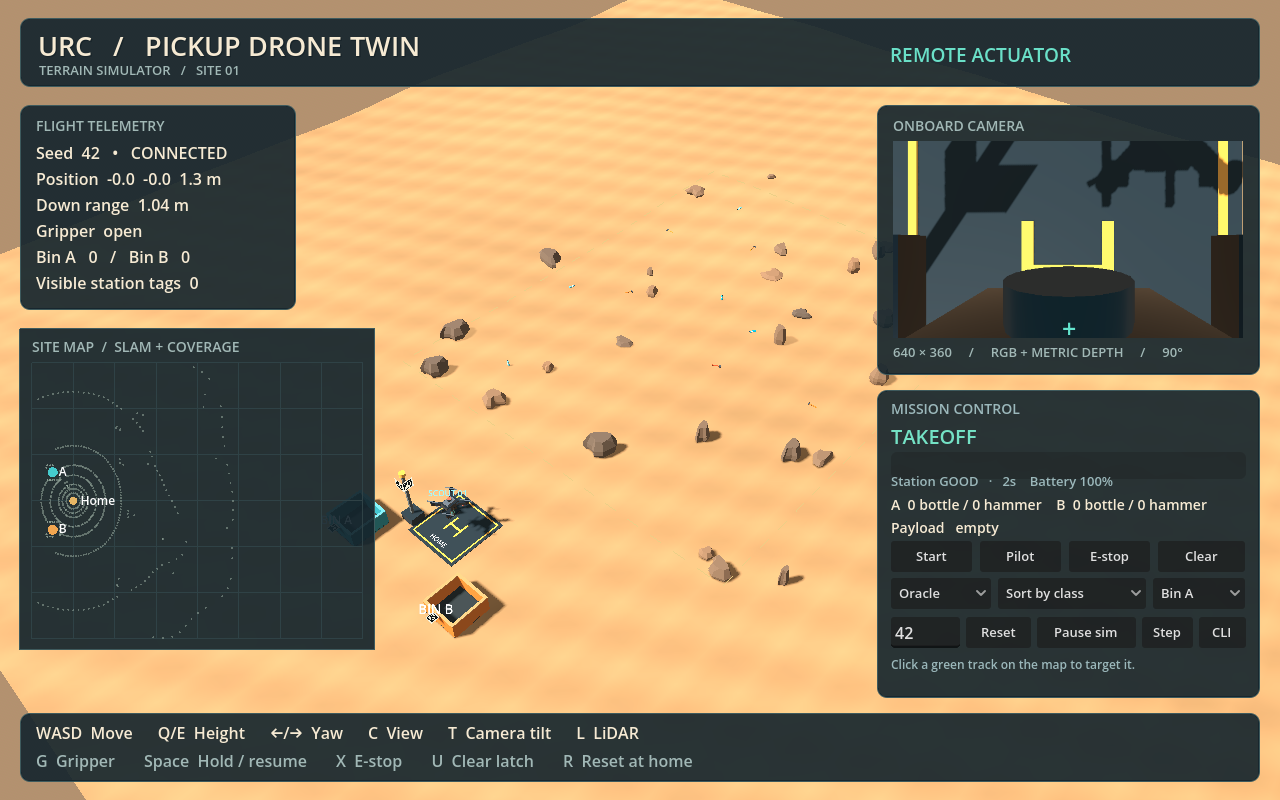 URC / PICKUP DRONE TWIN
TERRAIN SIMULATOR / SITE 01
REMOTE ACTUATOR
FLIGHT TELEMETRY
Seed 42 • CONNECTED
Position -0.0 -0.0 1.3 m
Down range 1.04 m
Gripper open
Bin A 0 / Bin B 0
Visible station tags 0
SITE MAP / SLAM + COVERAGE
A
Home
B
H
HOME
BIN B
ONBOARD CAMERA
640 × 360 / RGB + METRIC DEPTH / 90°
MISSION CONTROL
TAKEOFF
Station GOOD · 2s Battery 100%
A 0 bottle / 0 hammer B 0 bottle / 0 hammer
Payload empty
Start Pilot E-stop Clear
Oracle Sort by class Bin A
42 Reset Pause sim Step CLI
Click a green track on the map to target it.
WASD Move Q/E Height ←/→ Yaw C View T Camera tilt L LiDAR
G Gripper Space Hold / resume X E-stop U Clear latch R Reset at home